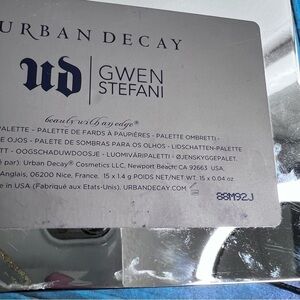 URBAN DECAY
UD | GWEN
STEFANI
beauty with an edge®
PALETTE - PALETTE DE FARDS À PAUPIÈRES - PALETTE OMBRETTI -
E OJOS - PALETE DE SOMBRAS PARA OS OLHOS - LIDSCHATTEN-PALETTE
TT - OOGSCHADUWDOOSJE - LUOMIVÄRIPALETTI - ØJENSKYGGEPALET.
é par): Urban Decay® Cosmetics LLC, Newport Beach, CA 92663 USA.
Anglais, 06200 Nice, France. 15 x 1.4 g POIDS NET/NET WT. 15 x 0.04 oz
e in USA (Fabriqué aux Etats-Unis). URBANDECAY.COM
88M92J